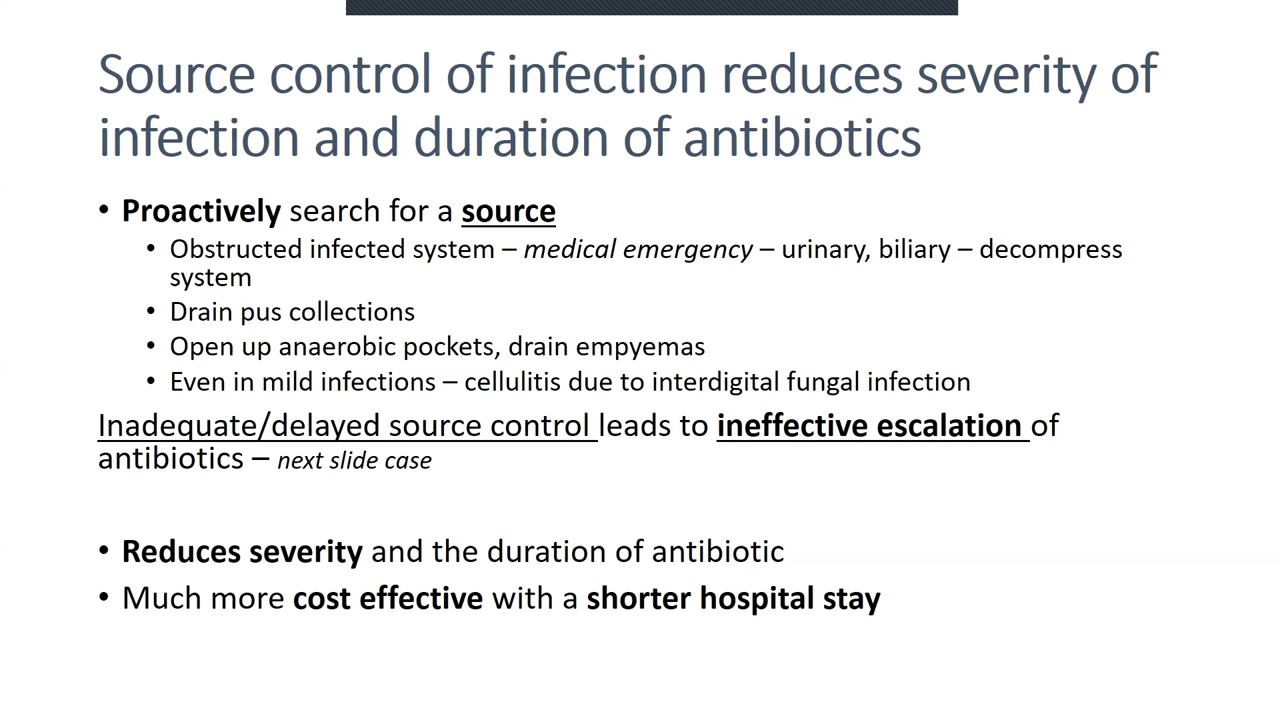 Source control of infection reduces severity of
infection and duration of antibiotics
• Proactively search for a source
• Obstructed infected system – medical emergency – urinary, biliary – decompress
system
• Drain pus collections
• Open up anaerobic pockets, drain empyemas
• Even in mild infections – cellulitis due to interdigital fungal infection
Inadequate/delayed source control leads to ineffective escalation of
antibiotics – next slide case
• Reduces severity and the duration of antibiotic
• Much more cost effective with a shorter hospital stay